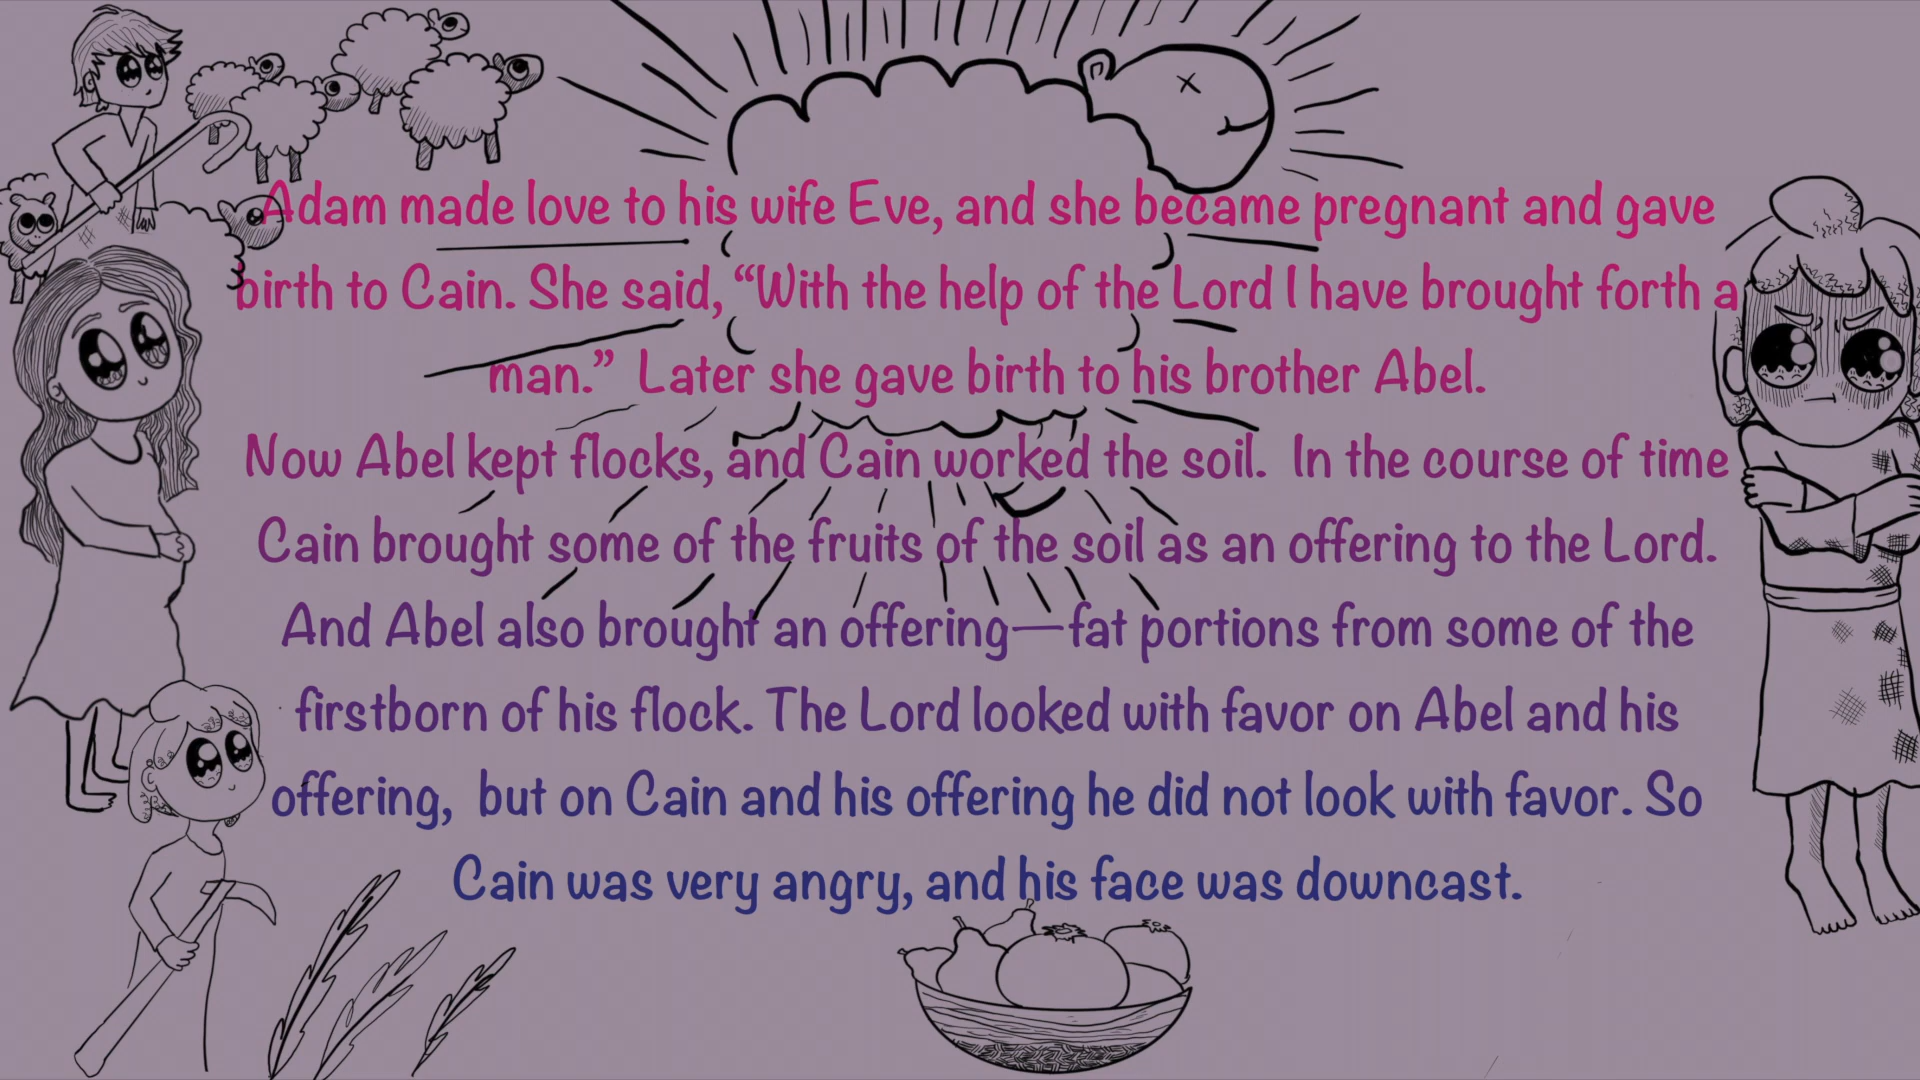 Adam made love to his wife Eve, and she became pregnant and gave
birth to Cain. She said, “With the help of the Lord I have brought forth a
man.” Later she gave birth to his brother Abel.
Now Abel kept flocks, and Cain worked the soil. In the course of time
Cain brought some of the fruits of the soil as an offering to the Lord.
And Abel also brought an offering—fat portions from some of the
firstborn of his flock. The Lord looked with favor on Abel and his
offering, but on Cain and his offering he did not look with favor. So
Cain was very angry, and his face was downcast.